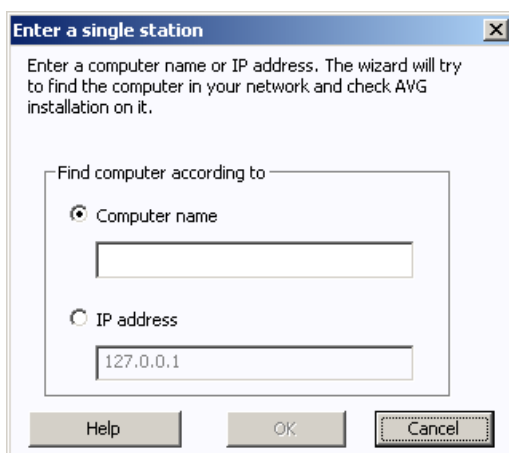 Enter a single station
Enter a computer name or IP address. The wizard will try
to find the computer in your network and check AVG
installation on it.
Find computer according to
Computer name
IP address
127.0.0.1
Help OK Cancel